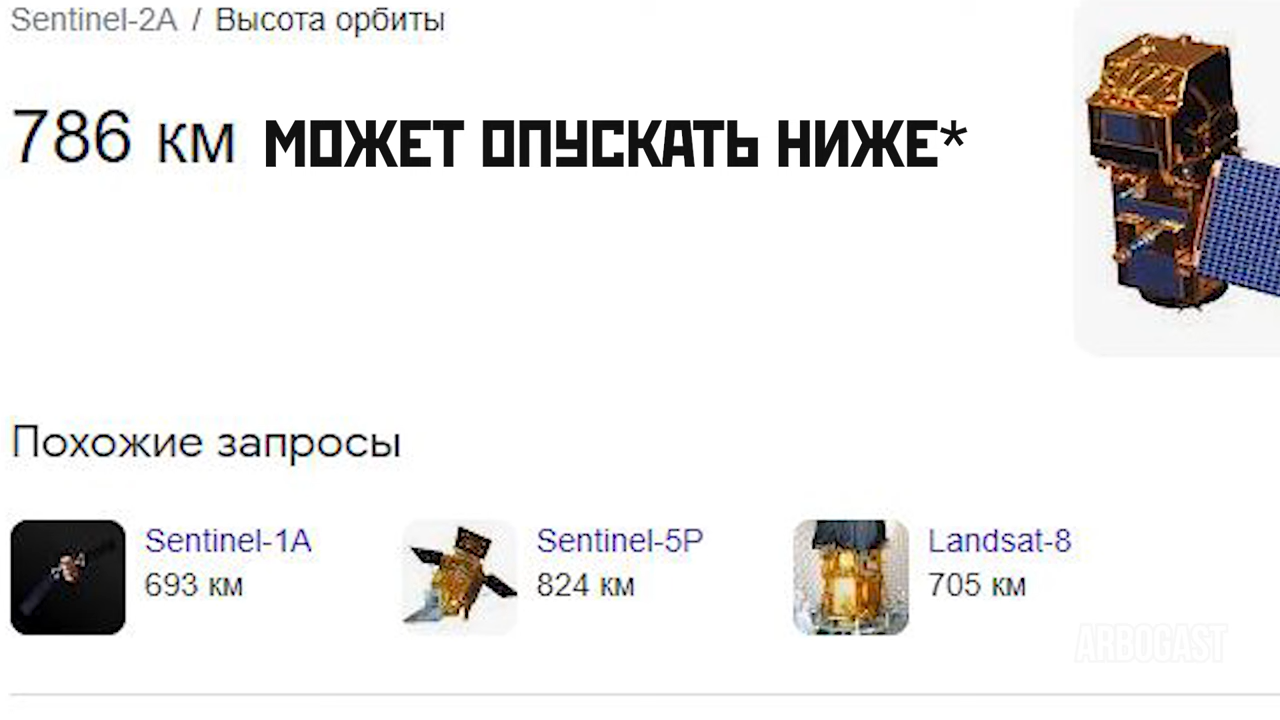 Sentinel-2A / Высота орбиты
786 км МОЖЕТ ОПУСКАТЬ НИЖЕ*
Похожие запросы
Sentinel-1A
693 км
Sentinel-5P
824 км
Landsat-8
705 км
ARBOGAST